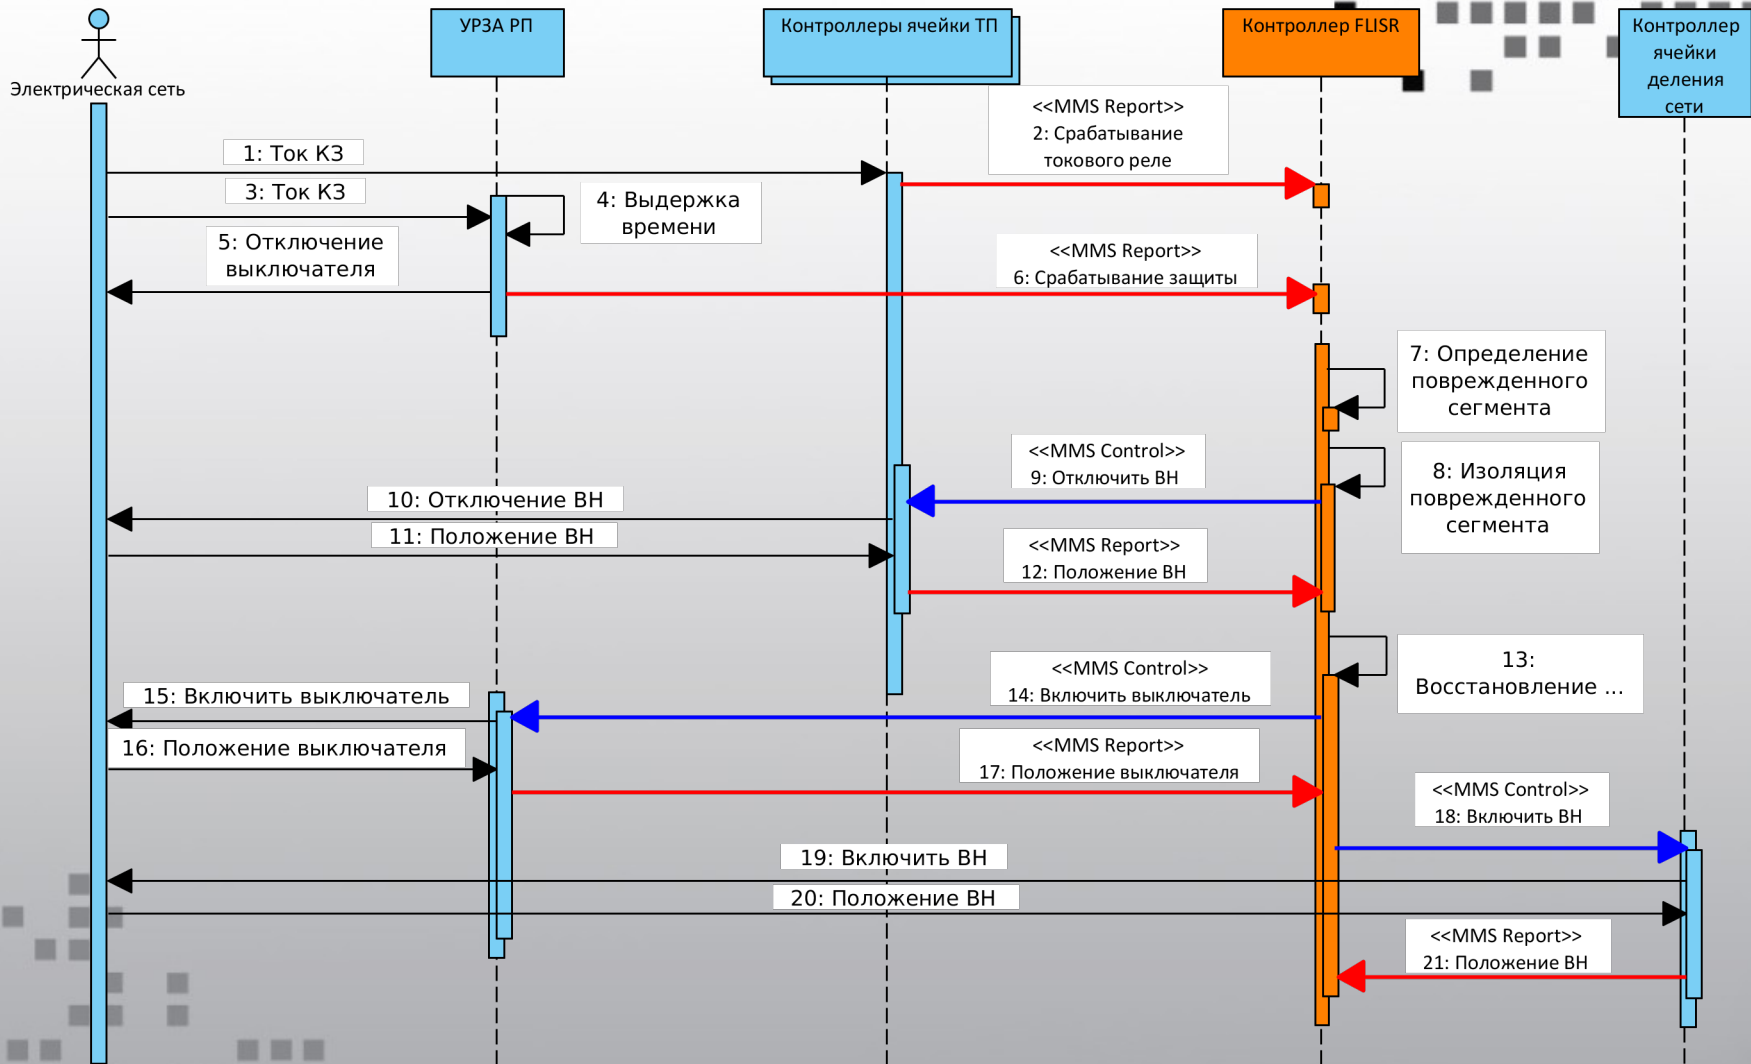 Электрическая сеть
УРЗА РП
Контроллеры ячейки ТП
Контроллер FLISR
Контроллер
ячейки
деления
сети
<<MMS Report>>
2: Срабатывание
токового реле
1: Ток КЗ
3: Ток КЗ
4: Выдержка
времени
5: Отключение
выключателя
<<MMS Report>>
6: Срабатывание защиты
7: Определение
поврежденного
сегмента
<<MMS Control>>
9: Отключить ВН
8: Изоляция
поврежденного
сегмента
10: Отключение ВН
11: Положение ВН
<<MMS Report>>
12: Положение ВН
13:
Восстановление ...
<<MMS Control>>
14: Включить выключатель
15: Включить выключатель
16: Положение выключателя
<<MMS Report>>
17: Положение выключателя
<<MMS Control>>
18: Включить ВН
19: Включить ВН
20: Положение ВН
<<MMS Report>>
21: Положение ВН